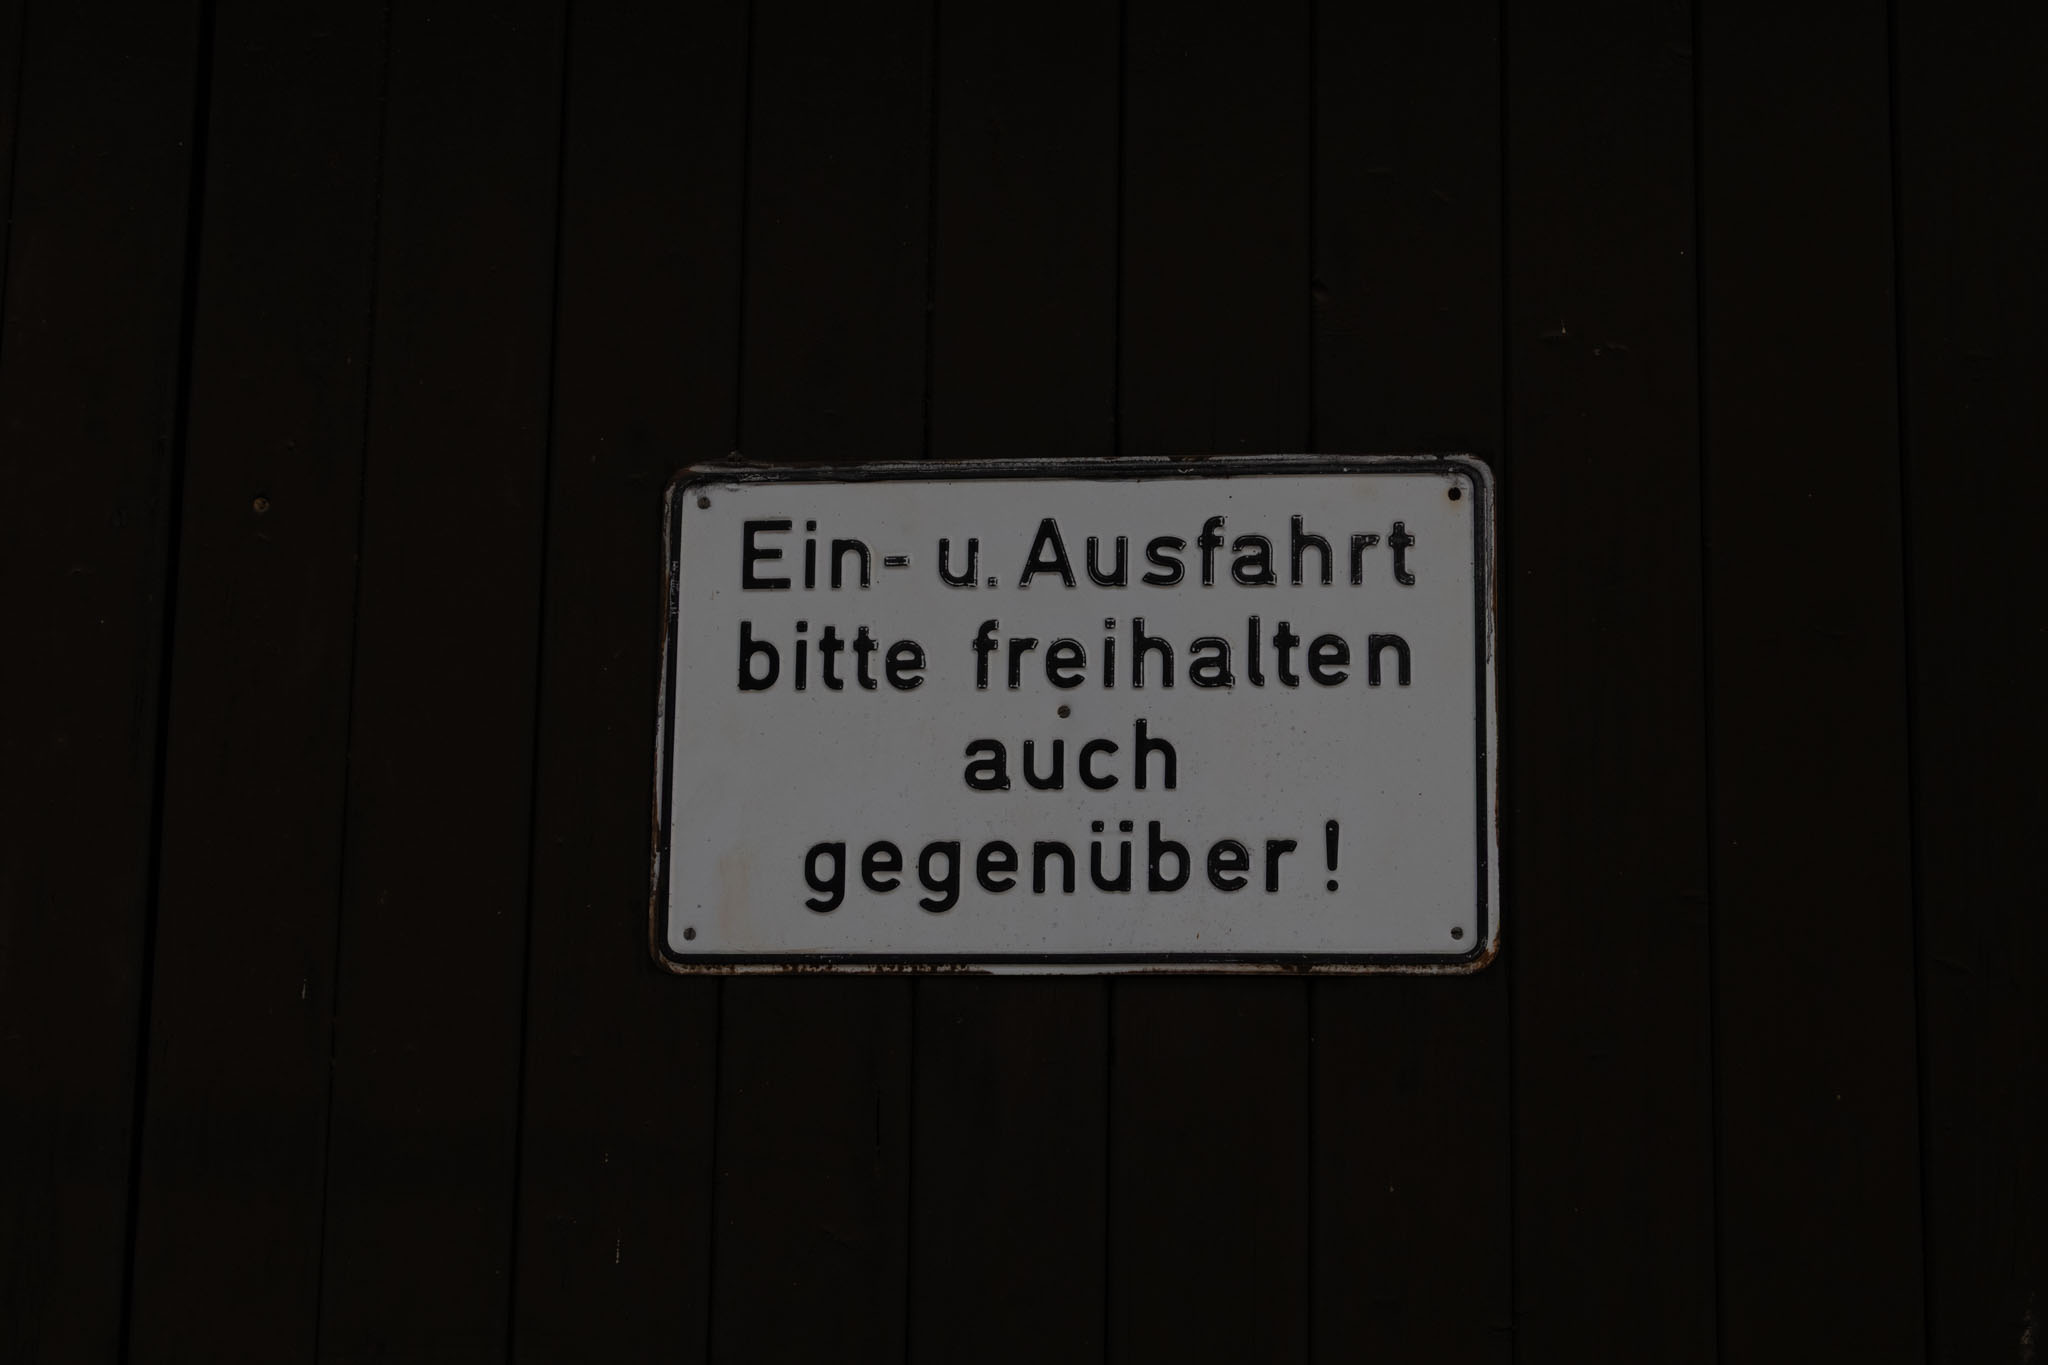 Ein- u. Ausfahrt
bitte freihalten
auch
gegenüber!